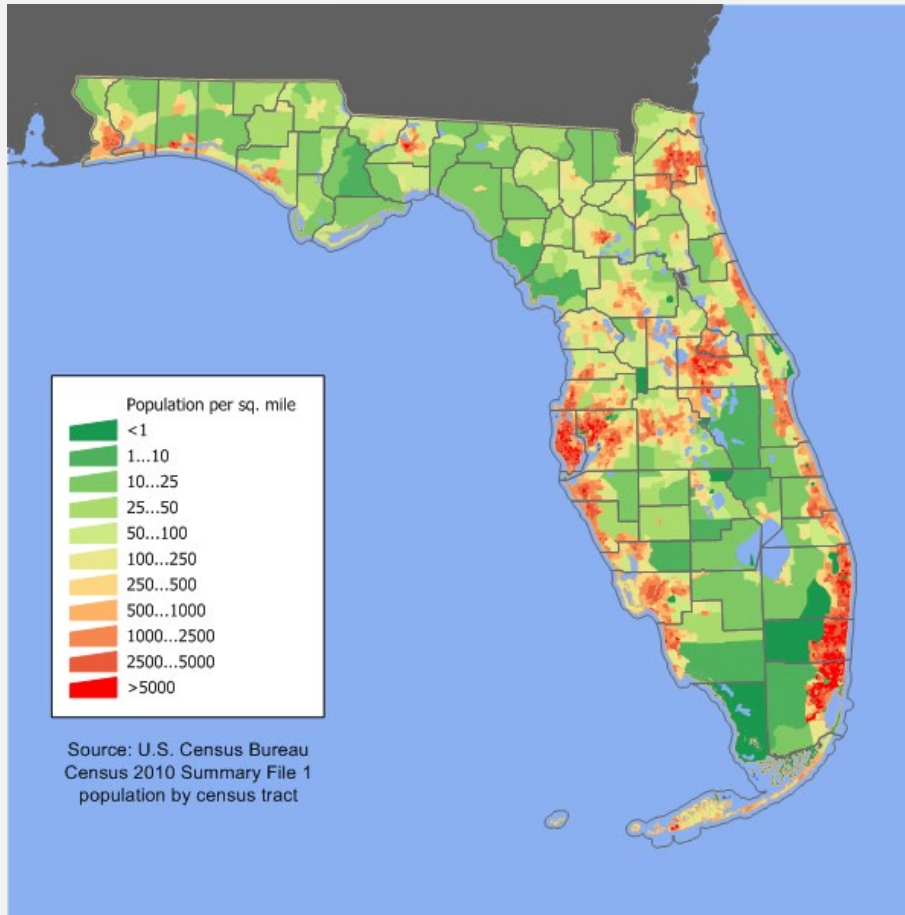 Population per sq. mile
<1
1...10
10...25
25...50
50...100
100...250
250...500
500...1000
1000...2500
2500...5000
>5000
Source: U.S. Census Bureau
Census 2010 Summary File 1
population by census tract